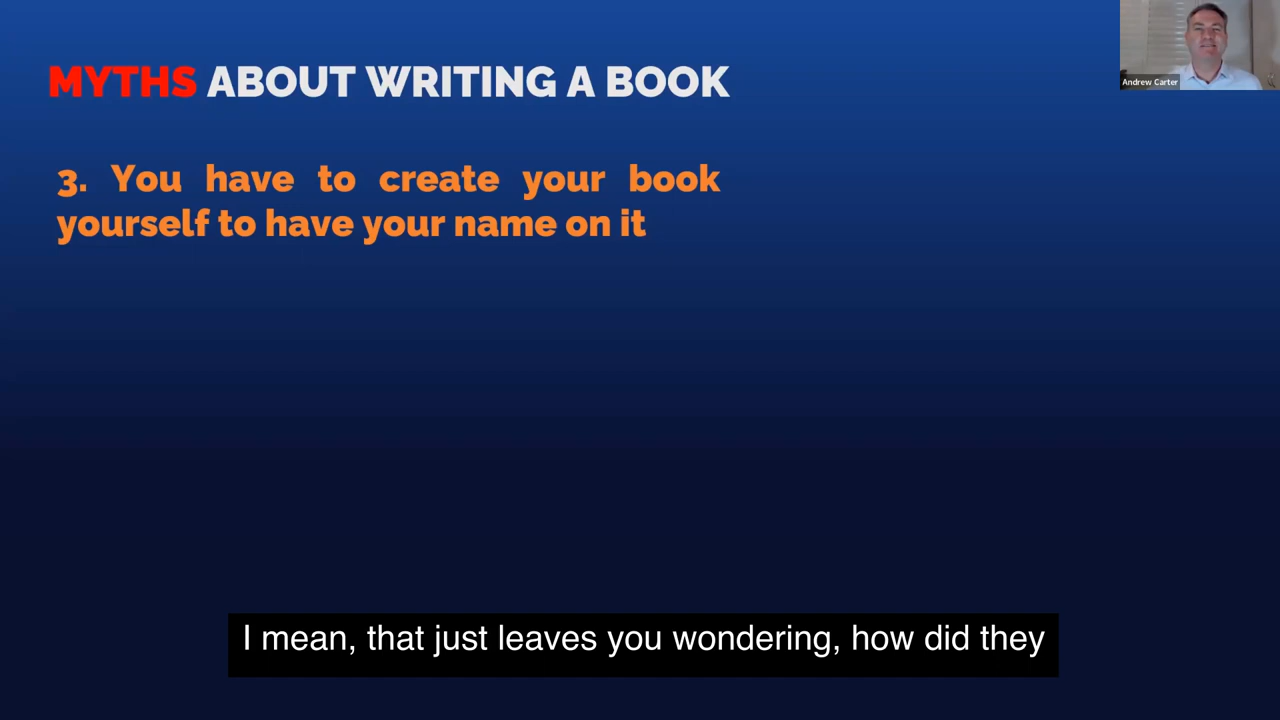 MYTHS ABOUT WRITING A BOOK
Andrew Carter
3. You have to create your book
yourself to have your name on it
I mean, that just leaves you wondering, how did they